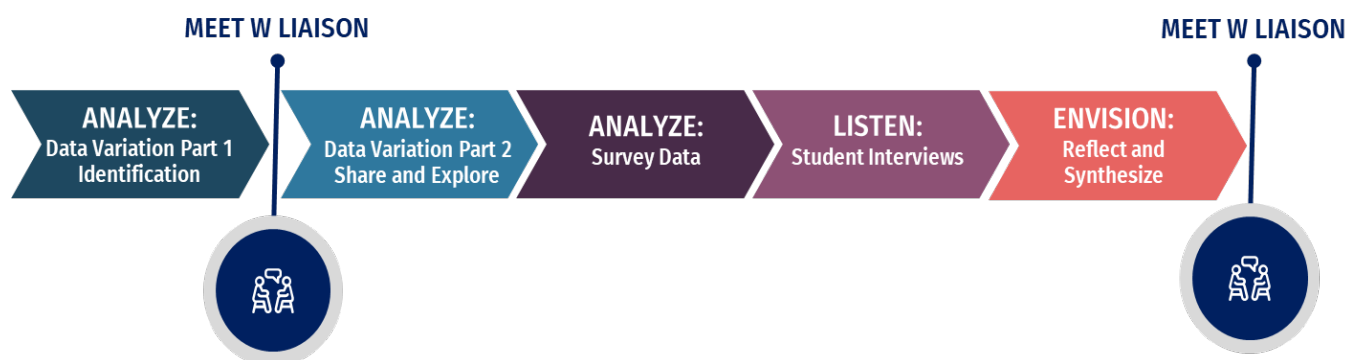 MEET W LIAISON
MEET W LIAISON
ANALYZE:
Data Variation Part 1
Identification
ANALYZE:
Data Variation Part 2
Share and Explore
ANALYZE:
Survey Data
LISTEN:
Student Interviews
ENVISION:
Reflect and
Synthesize